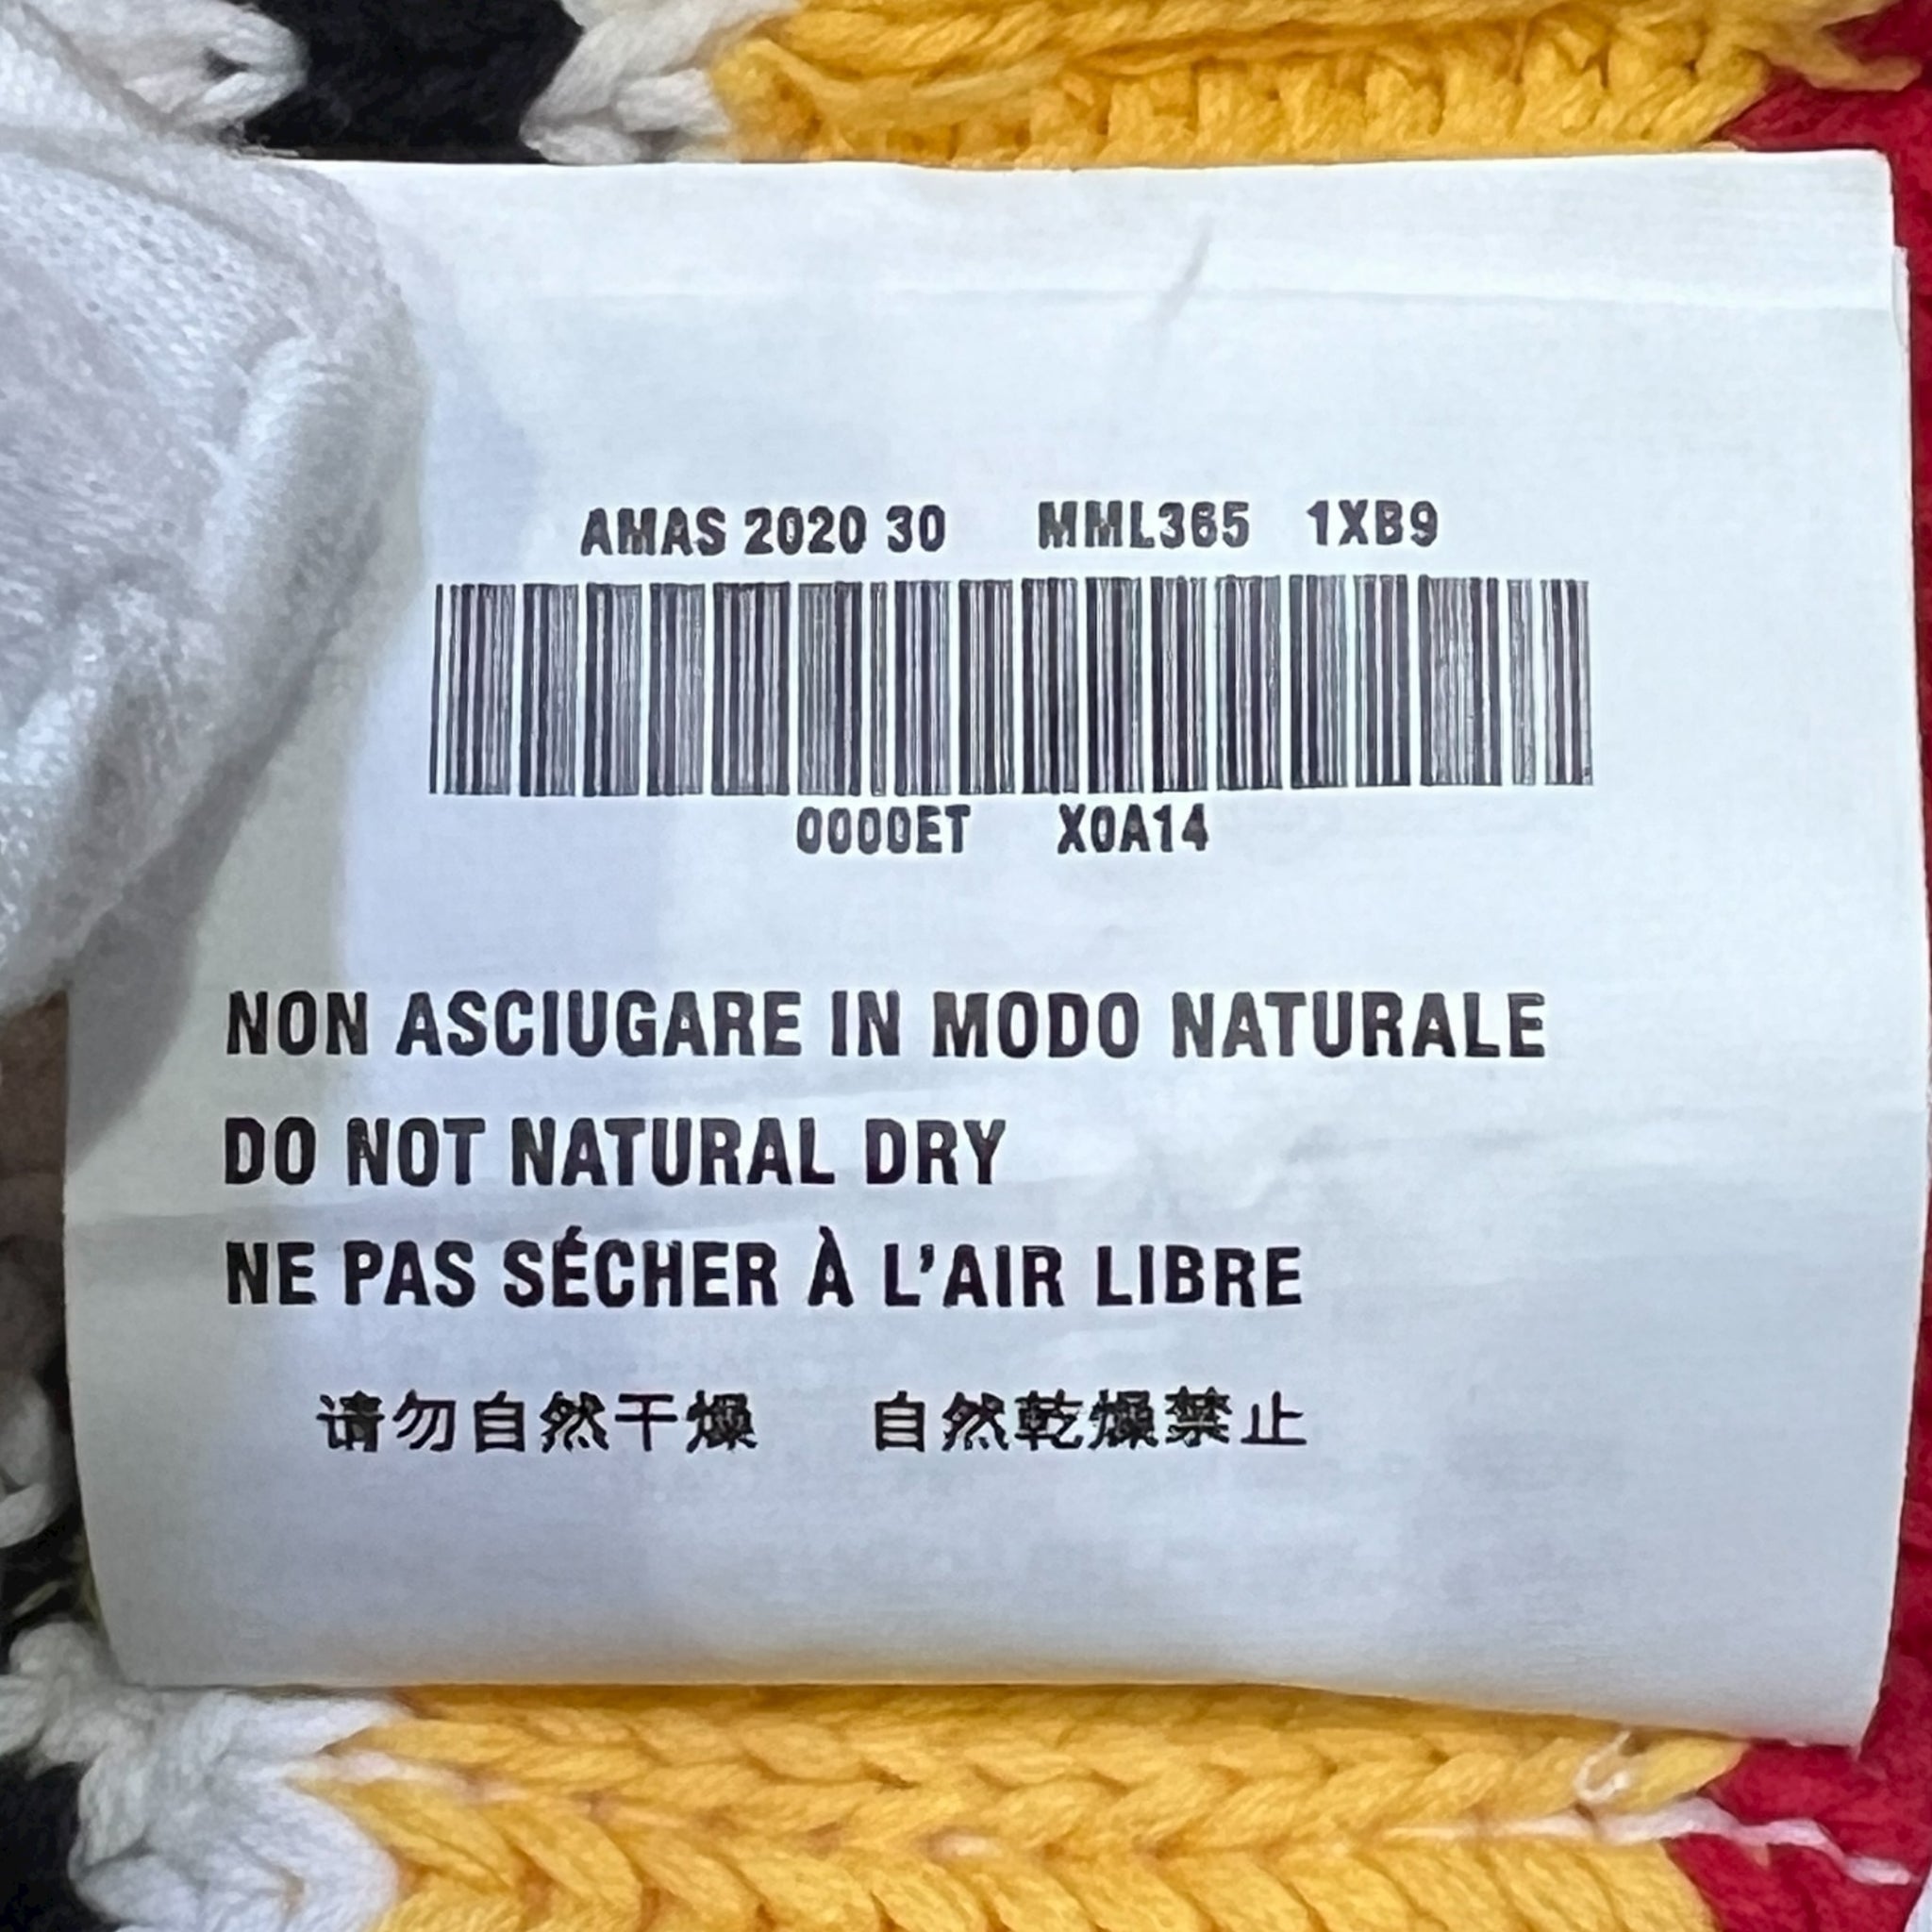 AMAS 2020 30 MML365 1XB9
0000ET X0A14
NON ASCIUGARE IN MODO NATURALE
DO NOT NATURAL DRY
NE PAS SÉCHER À L'AIR LIBRE
请勿自然干燥 自然乾燥禁止